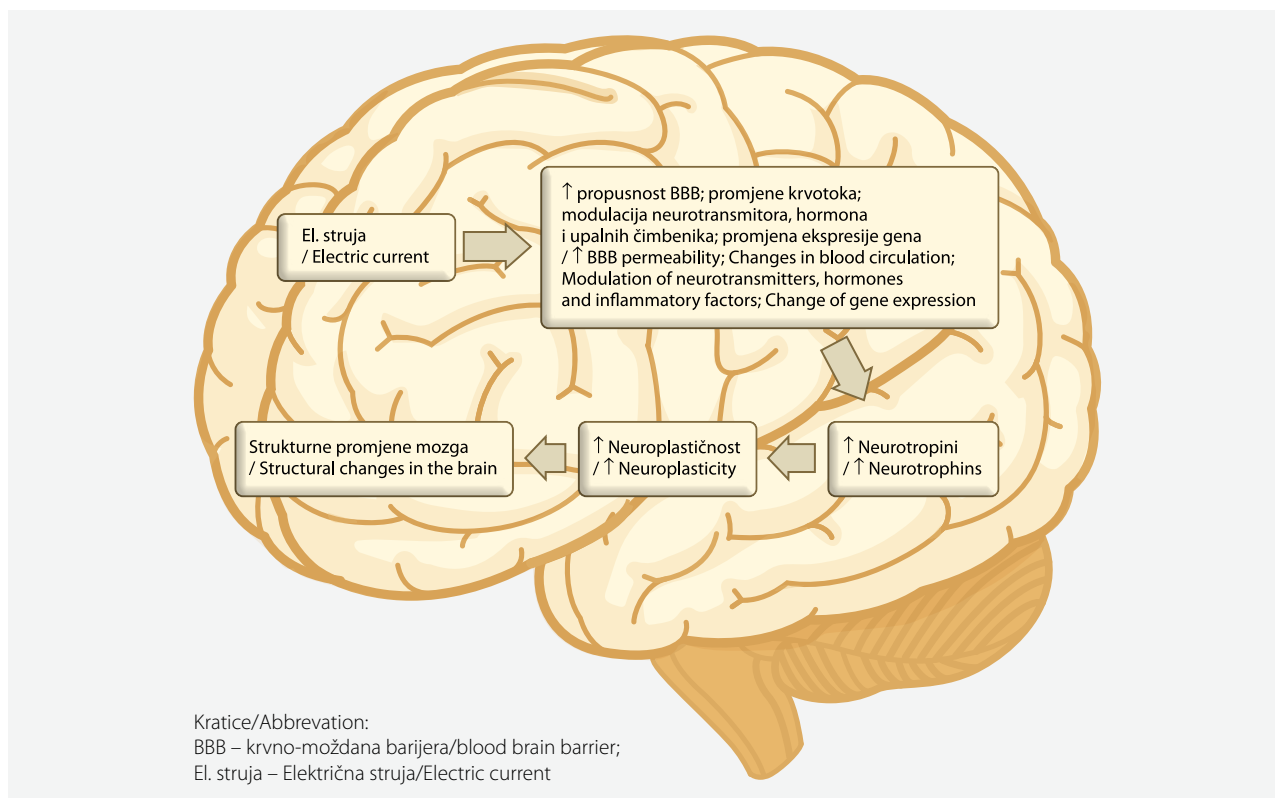 El. struja
/ Electric current
↑ propusnost BBB; promjene krvotoka;
modulacija neurotransmitora, hormona
i upalnih čimbenika; promjena ekspresije gena
/ ↑ BBB permeability; Changes in blood circulation;
Modulation of neurotransmitters, hormones
and inflammatory factors; Change of gene expression
↑ Neurotropini
/ ↑ Neurotrophins
↑ Neuroplastičnost
/ ↑ Neuroplasticity
Strukturne promjene mozga
/ Structural changes in the brain
Kratice/Abbrevation:
BBB – krvno-moždana barijera/blood brain barrier;
El. struja – Električna struja/Electric current